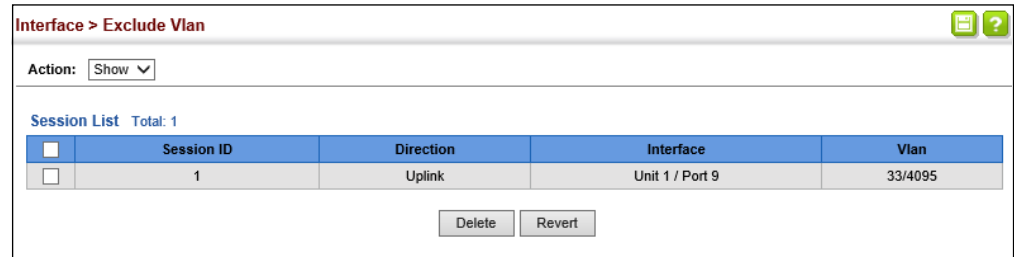 Interface > Exclude Vlan
?
Action: Show
Session List Total: 1
Session ID Direction Interface Vlan
1 Uplink Unit 1 / Port 9 33/4095
Delete Revert